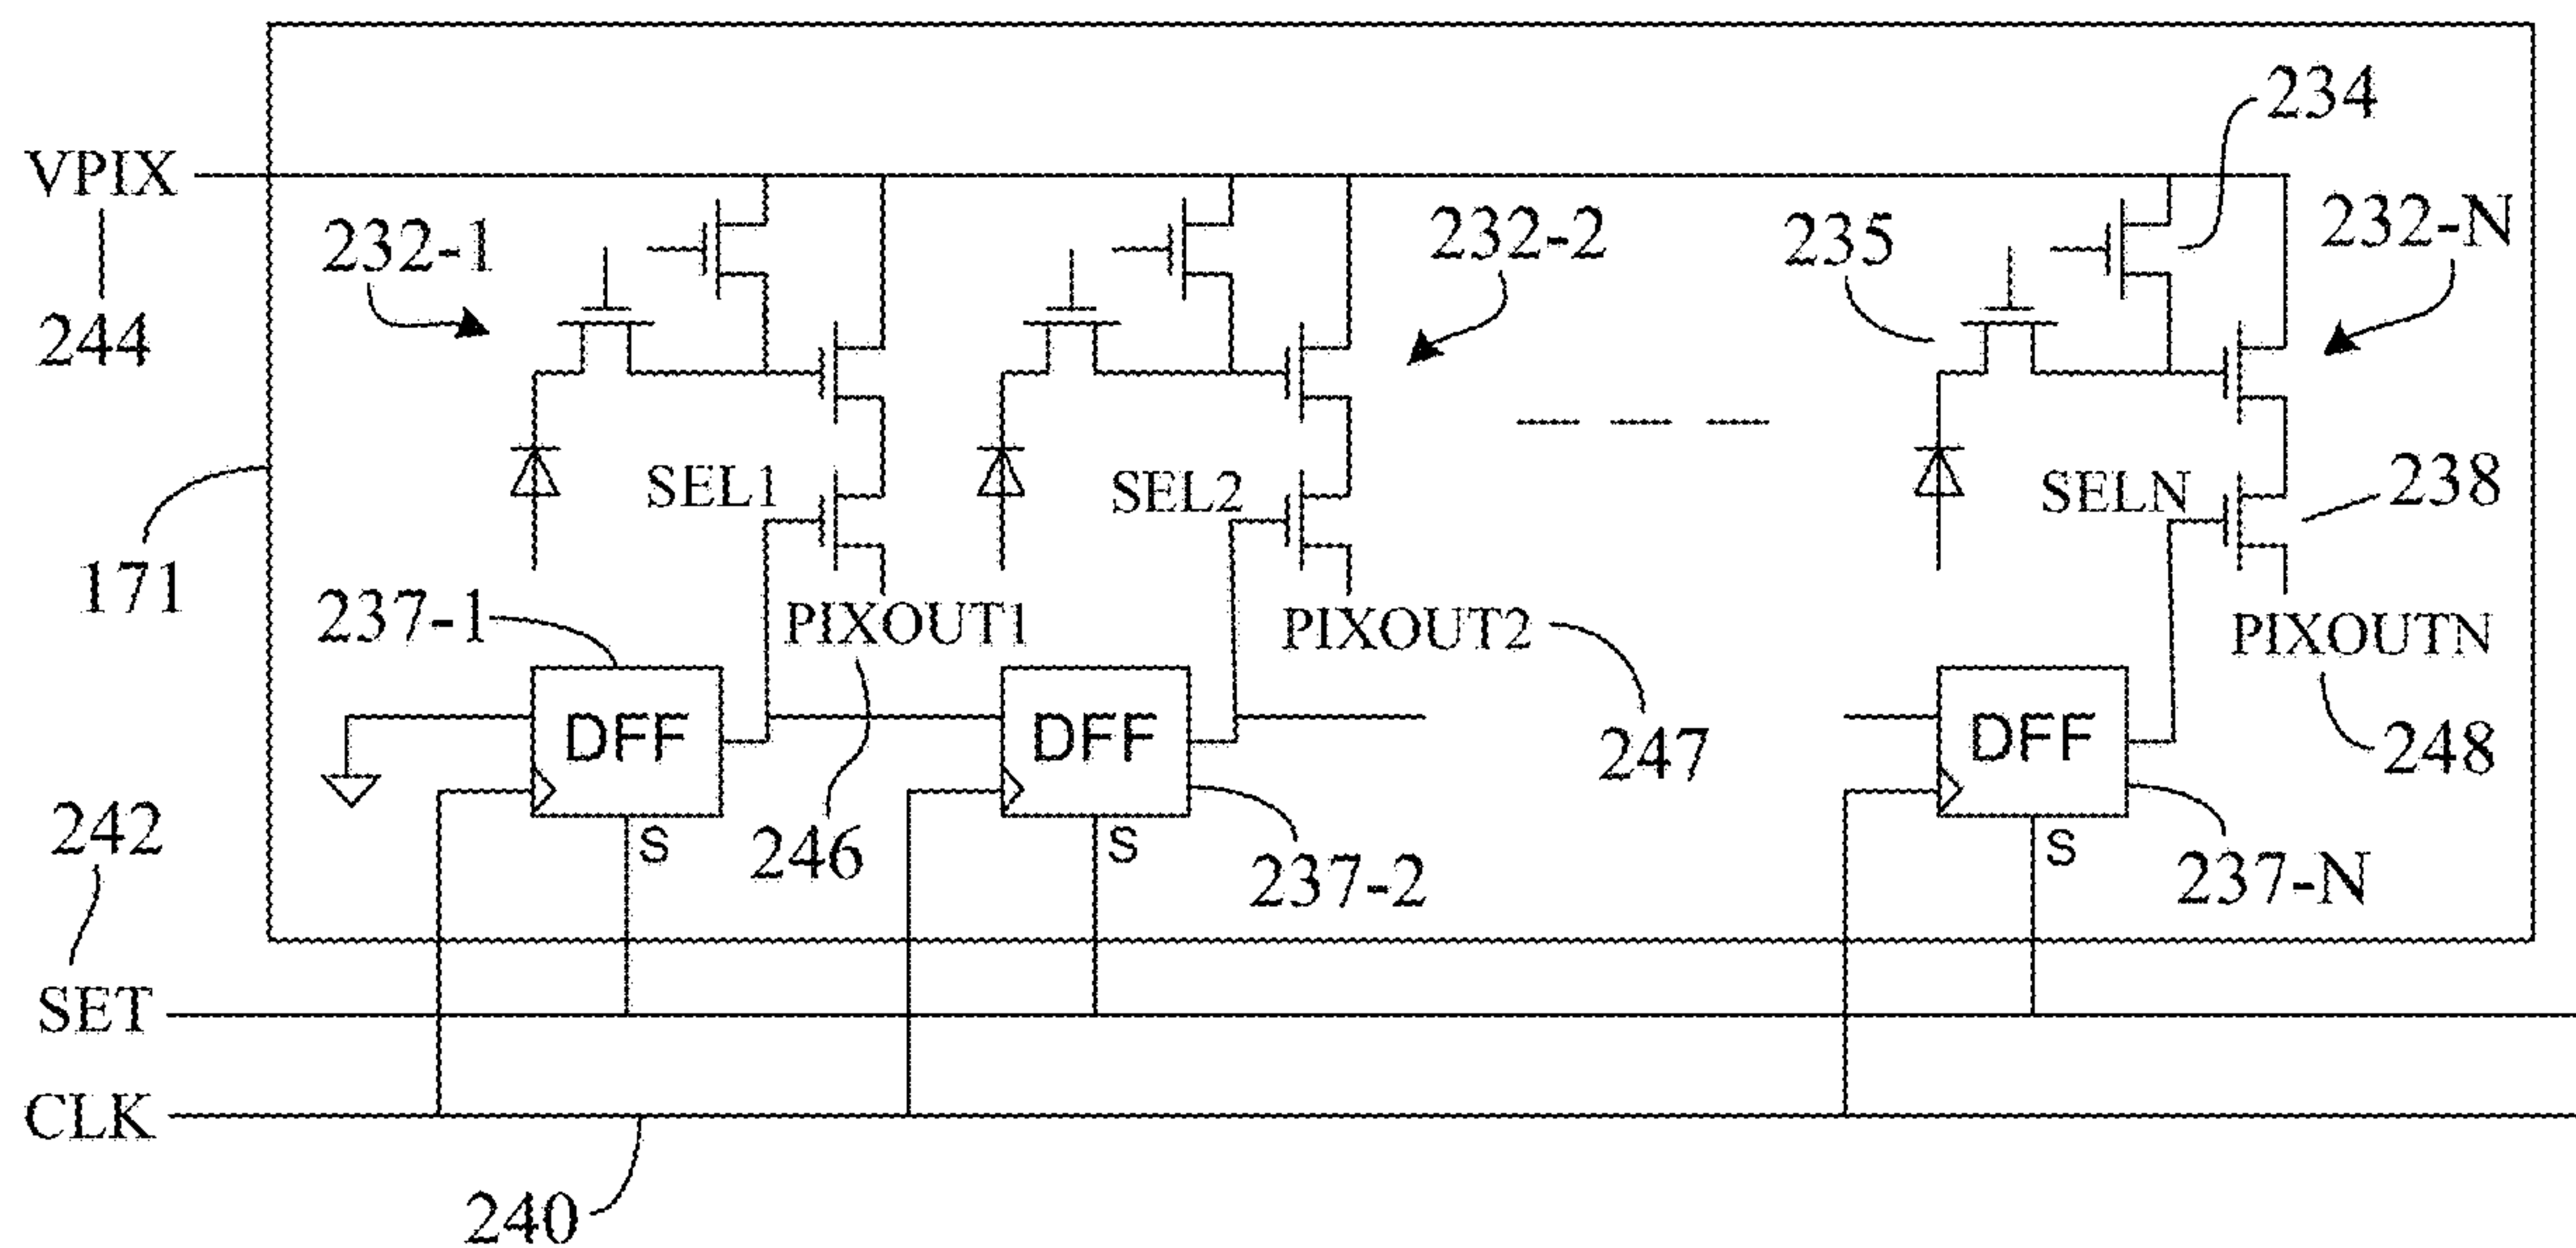 234
VPIX
232-1
232-2
235
232-N
244
SEL1
SEL2
SELN
238
171
237-1
PIXOUT1
PIXOUT2
PIXOUTN
DFF
DFF
DFF
247
248
242
246
S
S
S
237-2
237-N
SET
CLK
240